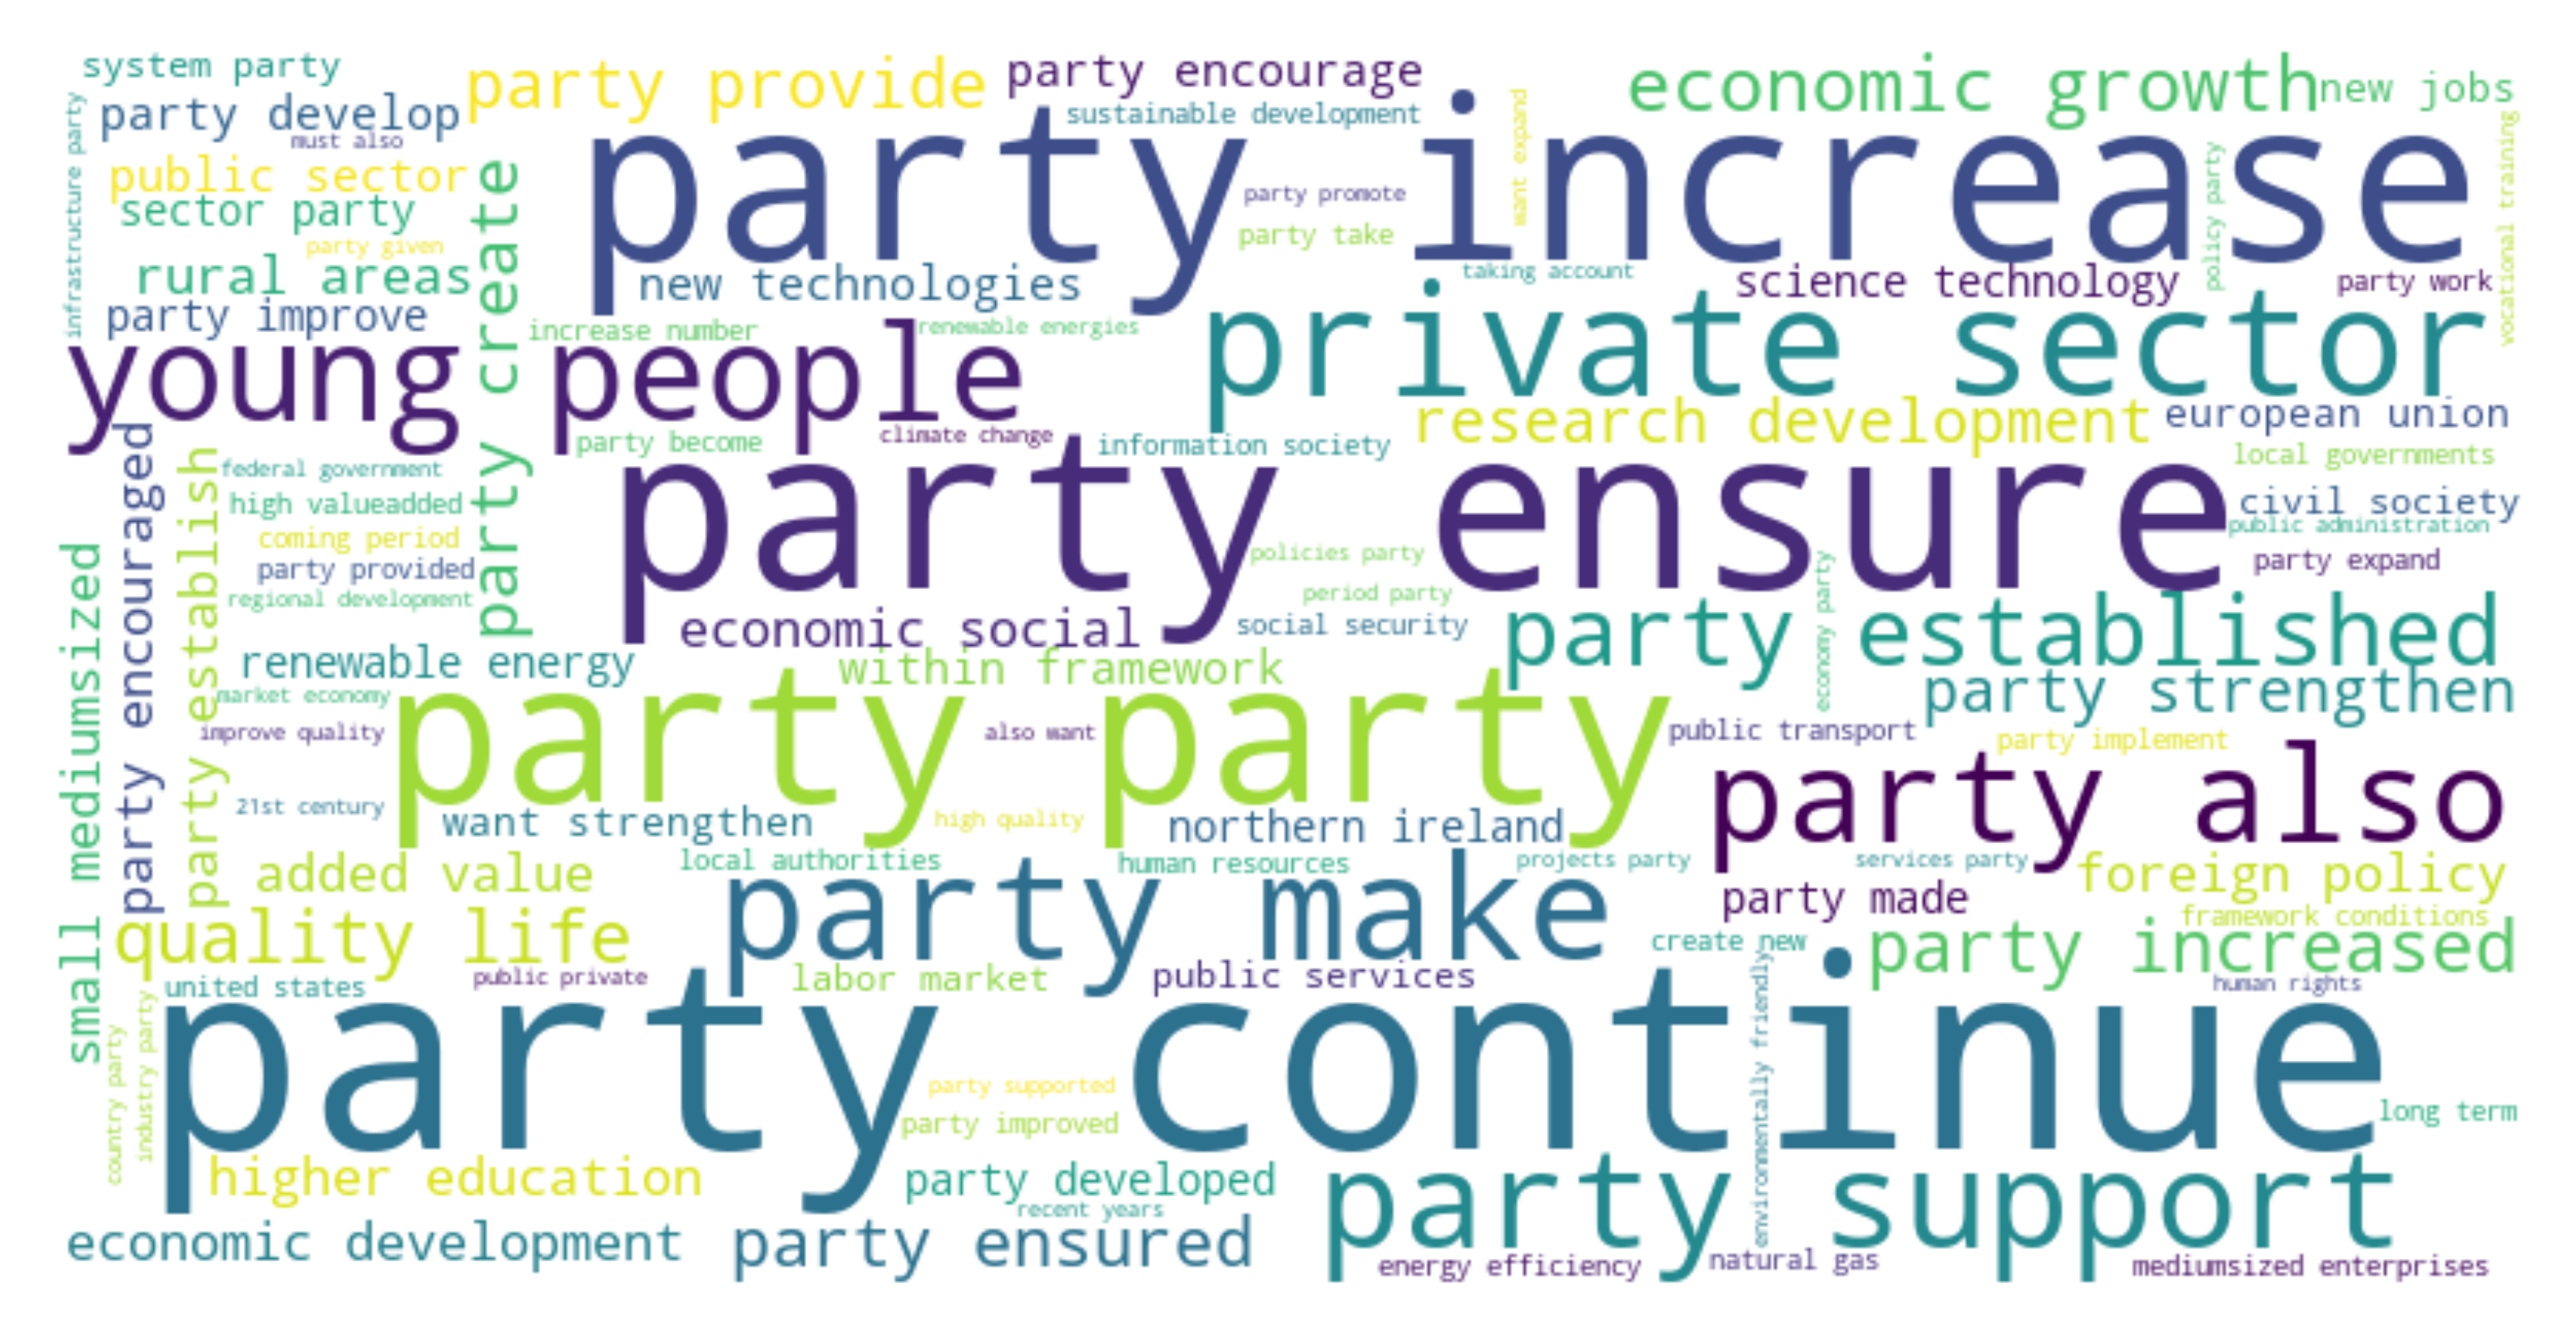 system party
party provide
party encourage
economic growth
new jobs
party develop
sustainable development
must also
party increase
want expand
infrastructure party
public sector
party create
party promote
policy party
vocational training
sector party
party take
party given
rural areas
new technologies
taking account
science technology
party work
party improve
increase number
renewable energies
private sector
young people
research development
european union
party become
climate change
information society
local governments
party encouraged
party establish
federal government
party ensure
high valueadded
civil society
public administration
coming period
policies party
party expand
small mediumsized
party provided
regional development
period party
economy party
economic social
social security
party established
renewable energy
within framework
market economy
party strengthen
improve quality
party party
also want
public transport
party implement
party also
21st century
want strengthen
high quality
northern ireland
added value
local authorities
human resources
projects party
services party
foreign policy
party make
party made
quality life
framework conditions
create new
party increased
united states
public private
labor market
public services
human rights
country party
industry party
party continue
environmentally friendly
party supported
party improved
long term
higher education
party developed
recent years
party support
economic development
party ensured
energy efficiency
natural gas
mediumsized enterprises